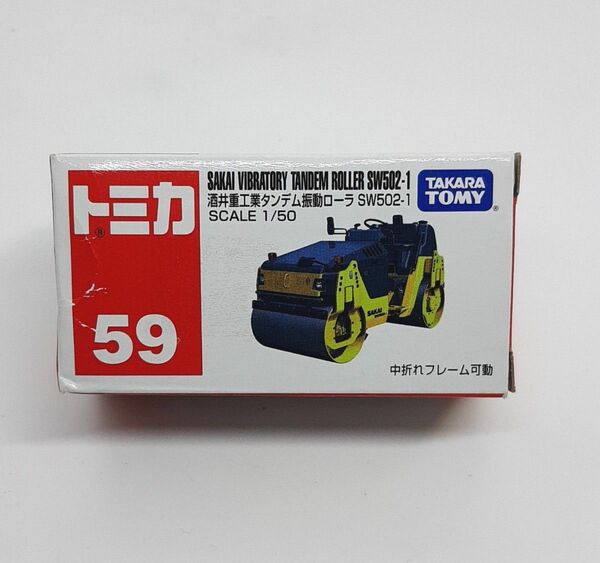 トミカ
®
59
SAKAI VIBRATORY TANDEM ROLLER SW502-1
酒井重工業タンデム振動ローラ SW502-1
SCALE 1/50
TAKARA
TOMY
®
SAKAI
中折れフレーム可動